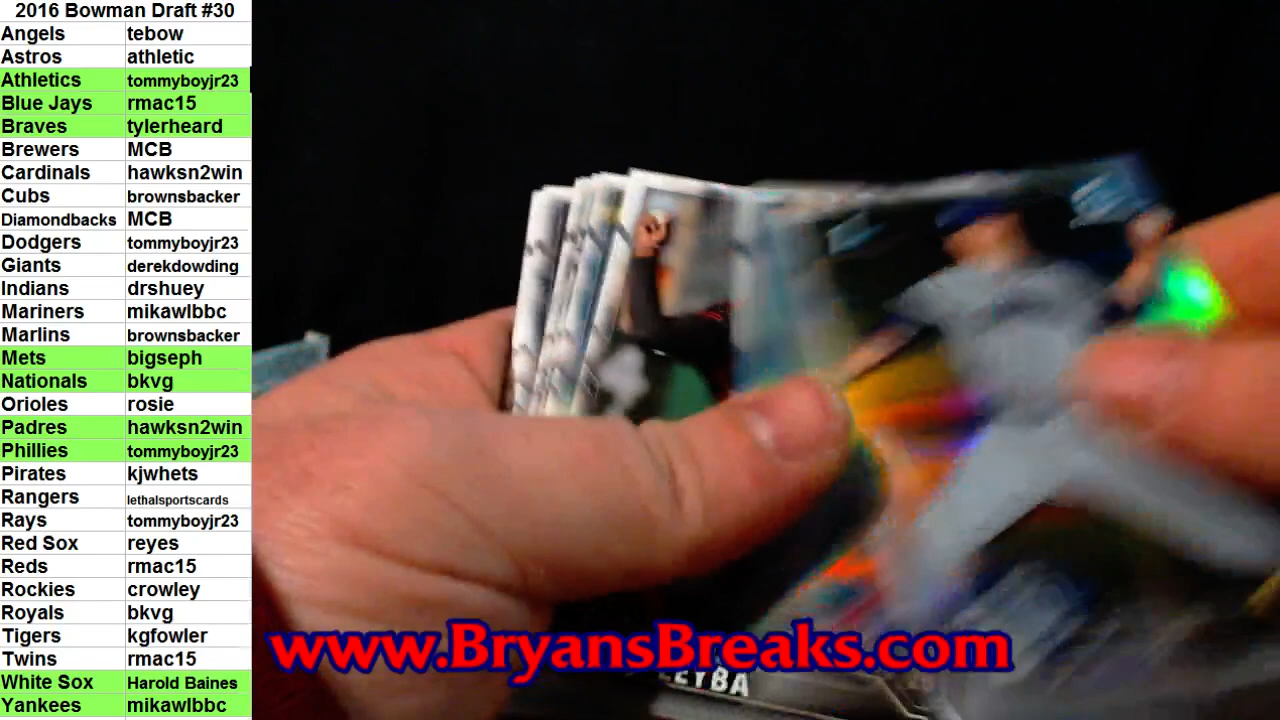 2016 Bowman Draft #30
Angels tebow
Astros athletic
Athletics tommyboyjr23
Blue Jays rmac15
Braves tylerheard
Brewers MCB
Cardinals hawksn2win
Cubs brownsbacker
Diamondbacks MCB
Dodgers tommyboyjr23
Giants derekdowding
Indians drshuey
Mariners mikawlbbc
Marlins brownsbacker
Mets bigseph
Nationals bkvg
Orioles rosie
Padres hawksn2win
Phillies tommyboyjr23
Pirates kjwhets
Rangers lethalsportscards
Rays tommyboyjr23
Red Sox reyes
Reds rmac15
Rockies crowley
Royals bkvg
Tigers kgfowler
Twins rmac15
White Sox Harold Baines
Yankees mikawlbbc
www.BryansBreaks.com